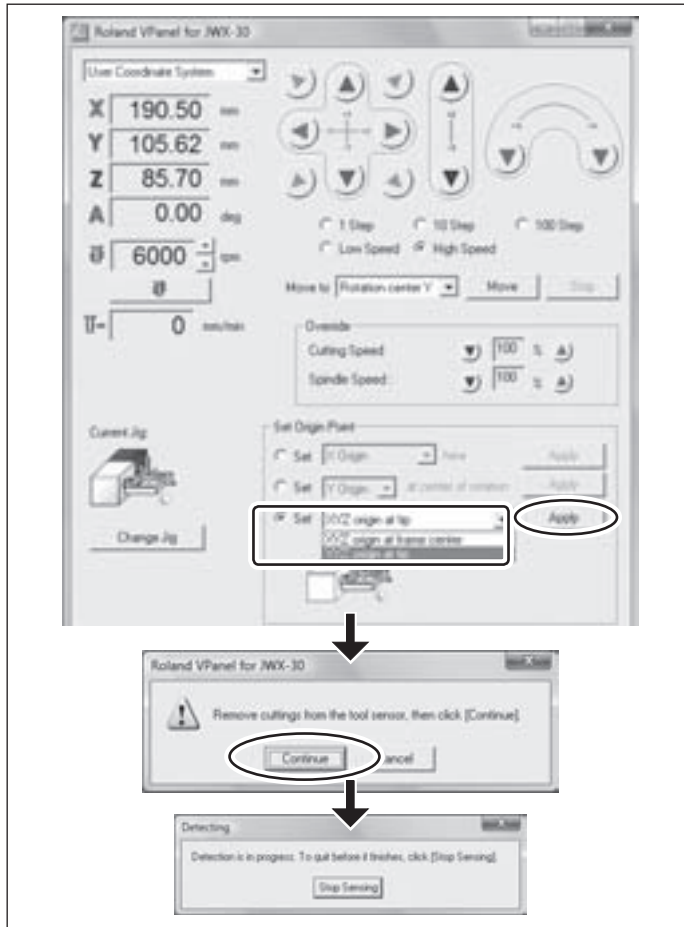 Roland VPanel for JWX-30
User Coordinate System
X 190.50 mm
Y 105.62 mm
Z 85.70 mm
A 0.00 deg
6000 rpm
0 mm/min
1 Step 10 Step 100 Step
Low Speed High Speed
Move to Rotation center Y Move Stop
Override
Cutting Speed 100 %
Spindle Speed : 100 %
Current Jig:
Change Jig
Set Origin Point
Set X Origin here Apply
Set Y Origin at center of rotation Apply
Set XYZ origin at tip Apply
XYZ origin at frame center
XYZ origin at tip
Roland VPanel for JWX-30
Remove cuttings from the tool sensor, then click [Continue].
Continue Cancel
Detecting
Detection is in progress. To quit before it finishes, click [Stop Sensing].
Stop Sensing